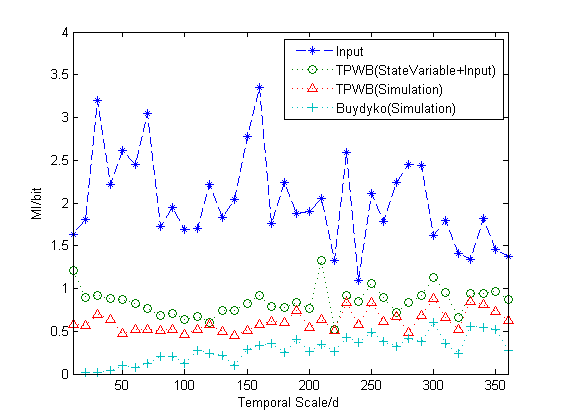 4
3.5
3
2.5
2
1.5
1
0.5
0
MI/bit
Input
TPWB(StateVariable+Input)
TPWB(Simulation)
Buydyko(Simulation)
50
100
150
200
250
300
350
Temporal Scale/d